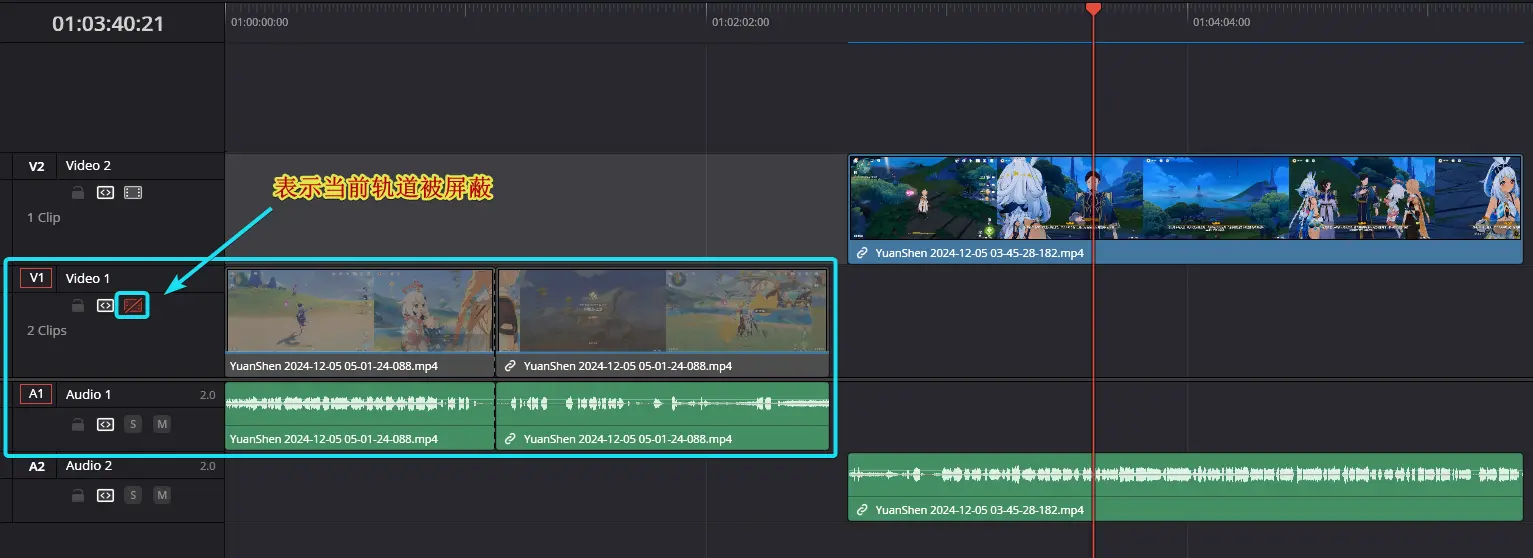 01:03:40:21
01:00:00:00
01:02:02:00
01:04:04:00
V2 Video 2
1 Clip
表示当前轨道被屏蔽
YuanShen 2024-12-05 03-45-28-182.mp4
V1 Video 1
2 Clips
YuanShen 2024-12-05 05-01-24-088.mp4
YuanShen 2024-12-05 05-01-24-088.mp4
A1 Audio 1 2.0
S M
YuanShen 2024-12-05 05-01-24-088.mp4
YuanShen 2024-12-05 05-01-24-088.mp4
A2 Audio 2 2.0
S M
YuanShen 2024-12-05 03-45-28-182.mp4